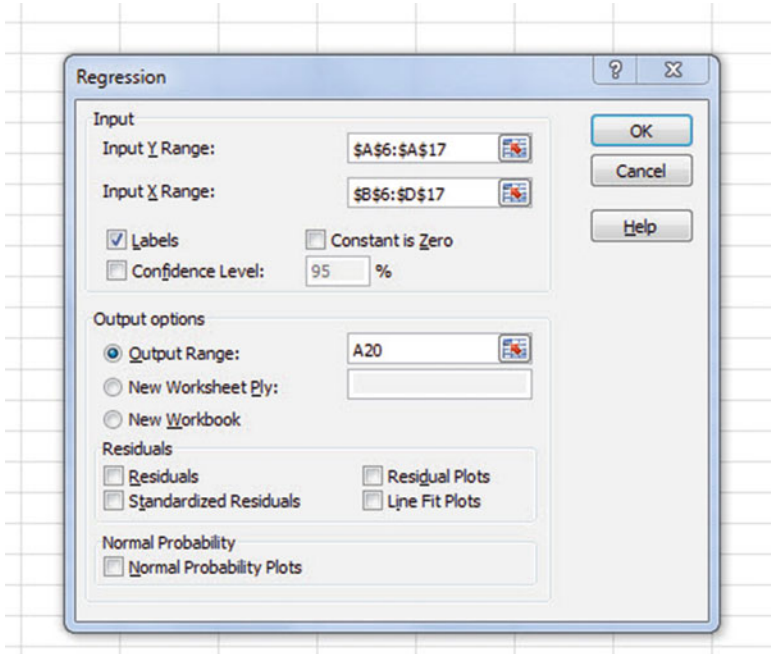 Regression
Input
Input Y Range: $A$6:$A$17
Input X Range: $B$6:$D$17
Labels Constant is Zero
Confidence Level: 95 %
OK
Cancel
Help
Output options
Output Range: A20
New Worksheet Ply:
New Workbook
Residuals
Residuals Residual Plots
Standardized Residuals Line Fit Plots
Normal Probability
Normal Probability Plots